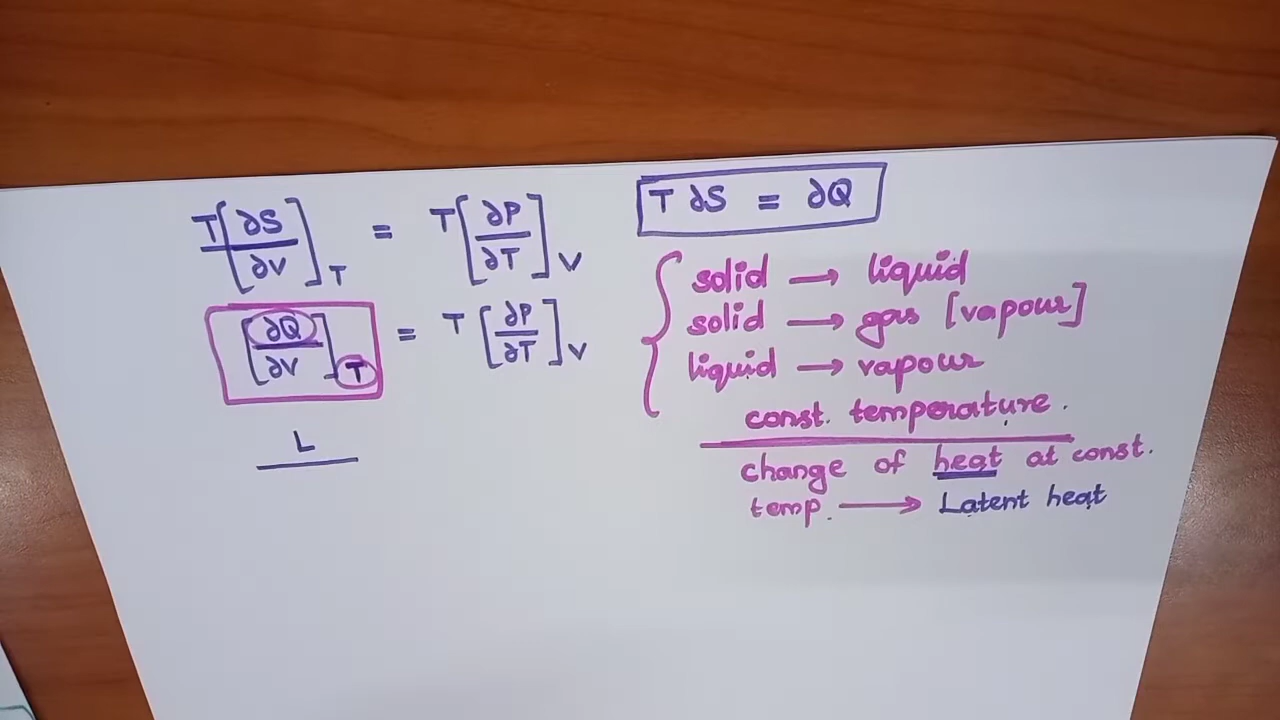 T[∂S/∂V]_T = T[∂P/∂T]_V
T∂S = ∂Q
[∂Q/∂V]_T = T[∂P/∂T]_V
L
solid → liquid
solid → gas [vapour]
liquid → vapour
const. temperature.
change of heat at const.
temp. → Latent heat